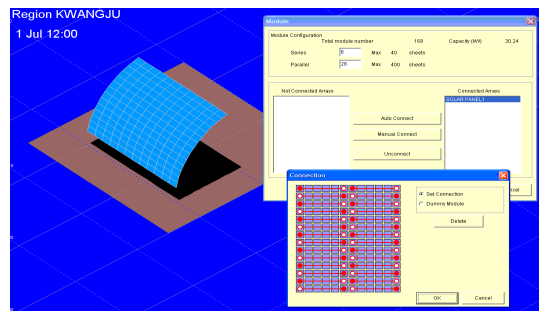 Region KWANGJU
1 Jul 12:00
Module
Module Configuration
Total module number 168 Capacity (kW) 30.24
Series 6 Max 40 sheets
Parallel 28 Max 400 sheets
Not Connected Arrays
Connected Arrays
SOLAR PANEL1
Auto Connect
Manual Connect
Unconnect
Connection
Set Connection
Dummy Module
Delete
OK
Cancel